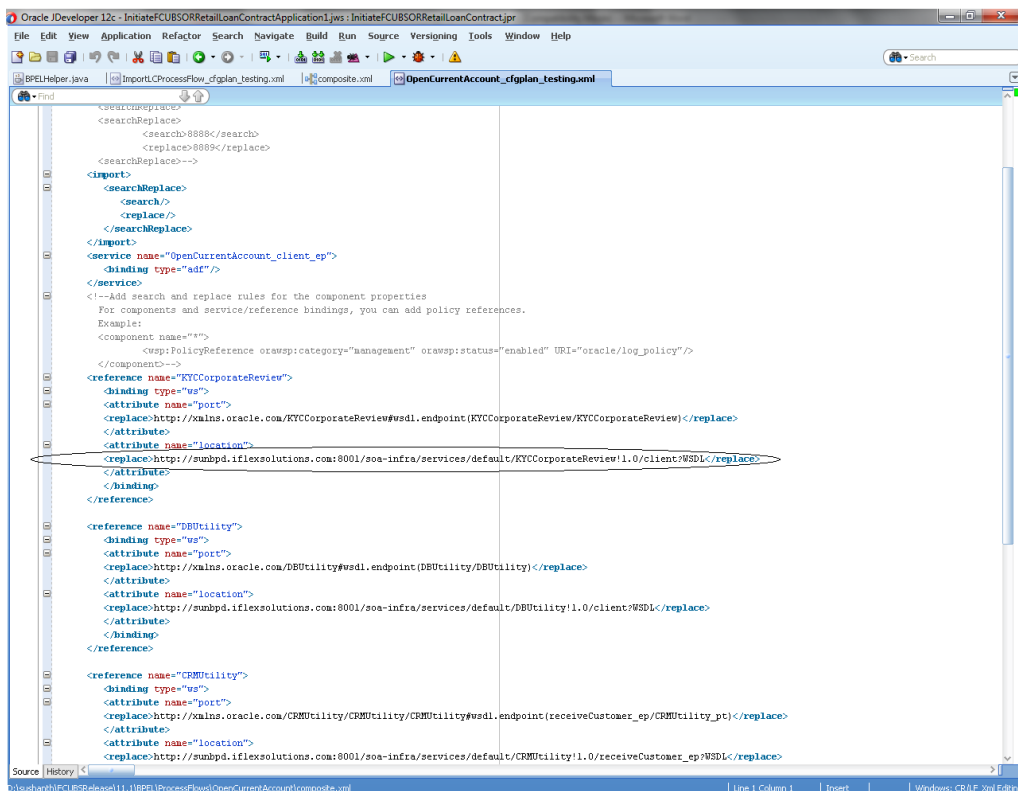 Oracle JDeveloper 12c - InitiateFCUBSORRetailLoanContractApplication1.jws : InitiateFCUBSORRetailLoanContract.jpr
File Edit View Application Refactor Search Navigate Build Run Source Versioning Tools Window Help
Search
BPELHelper.java ImportLCProcessFlow_cfgplan_testing.xml composite.xml OpenCurrentAccount_cfgplan_testing.xml
Find
<searchReplace>
<searchReplace>
<search>8888</search>
<replace>8889</replace>
</searchReplace>-->
<import>
<searchReplace>
<search/>
<replace/>
</searchReplace>
</import>
<service name="OpenCurrentAccount_client_ep">
<binding type="adf"/>
</service>
<!--Add search and replace rules for the component properties
For components and service/reference bindings, you can add policy references.
Example:
<component name="*">
<wsp:PolicyReference orawsp:category="management" orawsp:status="enabled" URI="oracle/log_policy"/>
</component>-->
<reference name="KYCCorporateReview">
<binding type="ws">
<attribute name="port">
<replace>http://xmlns.oracle.com/KYCCorporateReview#wsdl.endpoint(KYCCorporateReview/KYCCorporateReview)</replace>
</attribute>
<attribute name="location">
<replace>http://sunbpd.iflexsolutions.com:8001/soa-infra/services/default/KYCCorporateReview!1.0/client?WSDL</replace>
</attribute>
</binding>
</reference>
<reference name="DBUtility">
<binding type="ws">
<attribute name="port">
<replace>http://xmlns.oracle.com/DBUtility#wsdl.endpoint(DBUtility/DBUtility)</replace>
</attribute>
<attribute name="location">
<replace>http://sunbpd.iflexsolutions.com:8001/soa-infra/services/default/DBUtility!1.0/client?WSDL</replace>
</attribute>
</binding>
</reference>
<reference name="CRMUtility">
<binding type="ws">
<attribute name="port">
<replace>http://xmlns.oracle.com/CRMUtility/CRMUtility/CRMUtility#wsdl.endpoint(receiveCustomer_ep/CRMUtility_pt)</replace>
</attribute>
<attribute name="location">
<replace>http://sunbpd.iflexsolutions.com:8001/soa-infra/services/default/CRMUtility!1.0/receiveCustomer_ep?WSDL</replace>
Source History
D:\sushanth\FCUBSRelease\11.1\BPEL\ProcessFlows\OpenCurrentAccount\composite.xml Line 1 Column 1 Insert Windows: CR/LF Xml Editin